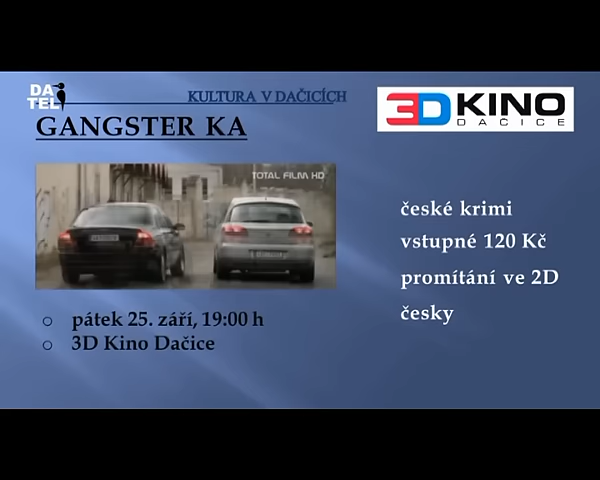 DA
TEL
KULTURA V DAČICÍCH
GANGSTER KA
3D KINO
DAČICE
TOTAL FILM HD
české krimi
vstupné 120 Kč
promítání ve 2D
česky
o pátek 25. září, 19:00 h
o 3D Kino Dačice